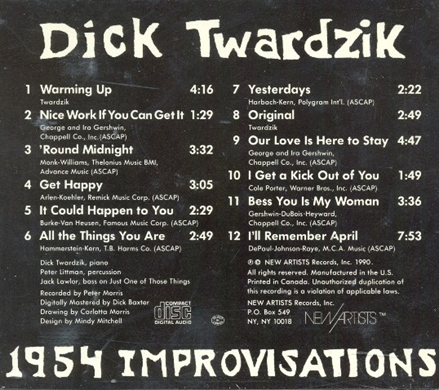 Dick Twardzik
1 Warming Up 4:16
Twardzik
2 Nice Work If You Can Get It 1:29
George and Ira Gershwin,
Chappell Co., Inc. (ASCAP)
3 'Round Midnight 3:32
Monk-Williams, Thelonius Music BMI,
Advance Music (ASCAP)
4 Get Happy 3:05
Arlen-Koehler, Remick Music Corp. (ASCAP)
5 It Could Happen to You 2:29
Burke-Van Heusen, Famous Music Corp. (ASCAP)
6 All the Things You Are 2:49
Hammerstein-Kern, T.B. Harms Co. (ASCAP)
Dick Twardzik, piano
Peter Littman, percussion
Jack Lawlor, bass on Just One of Those Things
Recorded by Peter Morris
Digitally Mastered by Dick Baxter
Drawing by Carlotta Morris
Design by Mindy Mitchell
COMPACT
disc
DIGITAL AUDIO
7 Yesterdays 2:22
Harbach-Kern, Polygram Int'l. (ASCAP)
8 Original 2:49
Twardzik
9 Our Love Is Here to Stay 4:47
George and Ira Gershwin,
Chappell Co., Inc. (ASCAP)
10 I Get a Kick Out of You 1:49
Cole Porter, Warner Bros., Inc. (ASCAP)
11 Bess You Is My Woman 3:36
Gershwin-DuBois-Heyward,
Chappell Co., Inc. (ASCAP)
12 I'll Remember April 7:53
DePaul-Johnson-Raye, M.C.A. Music (ASCAP)
℗© NEW ARTISTS Records, Inc. 1990.
All rights reserved. Manufactured in the U.S.
Printed in Canada. Unauthorized duplication of
this recording is a violation of applicable laws.
NEW ARTISTS Records, Inc.
P.O. Box 549
NY, NY 10018
NEW ARTISTS™
1954 IMPROVISATIONS